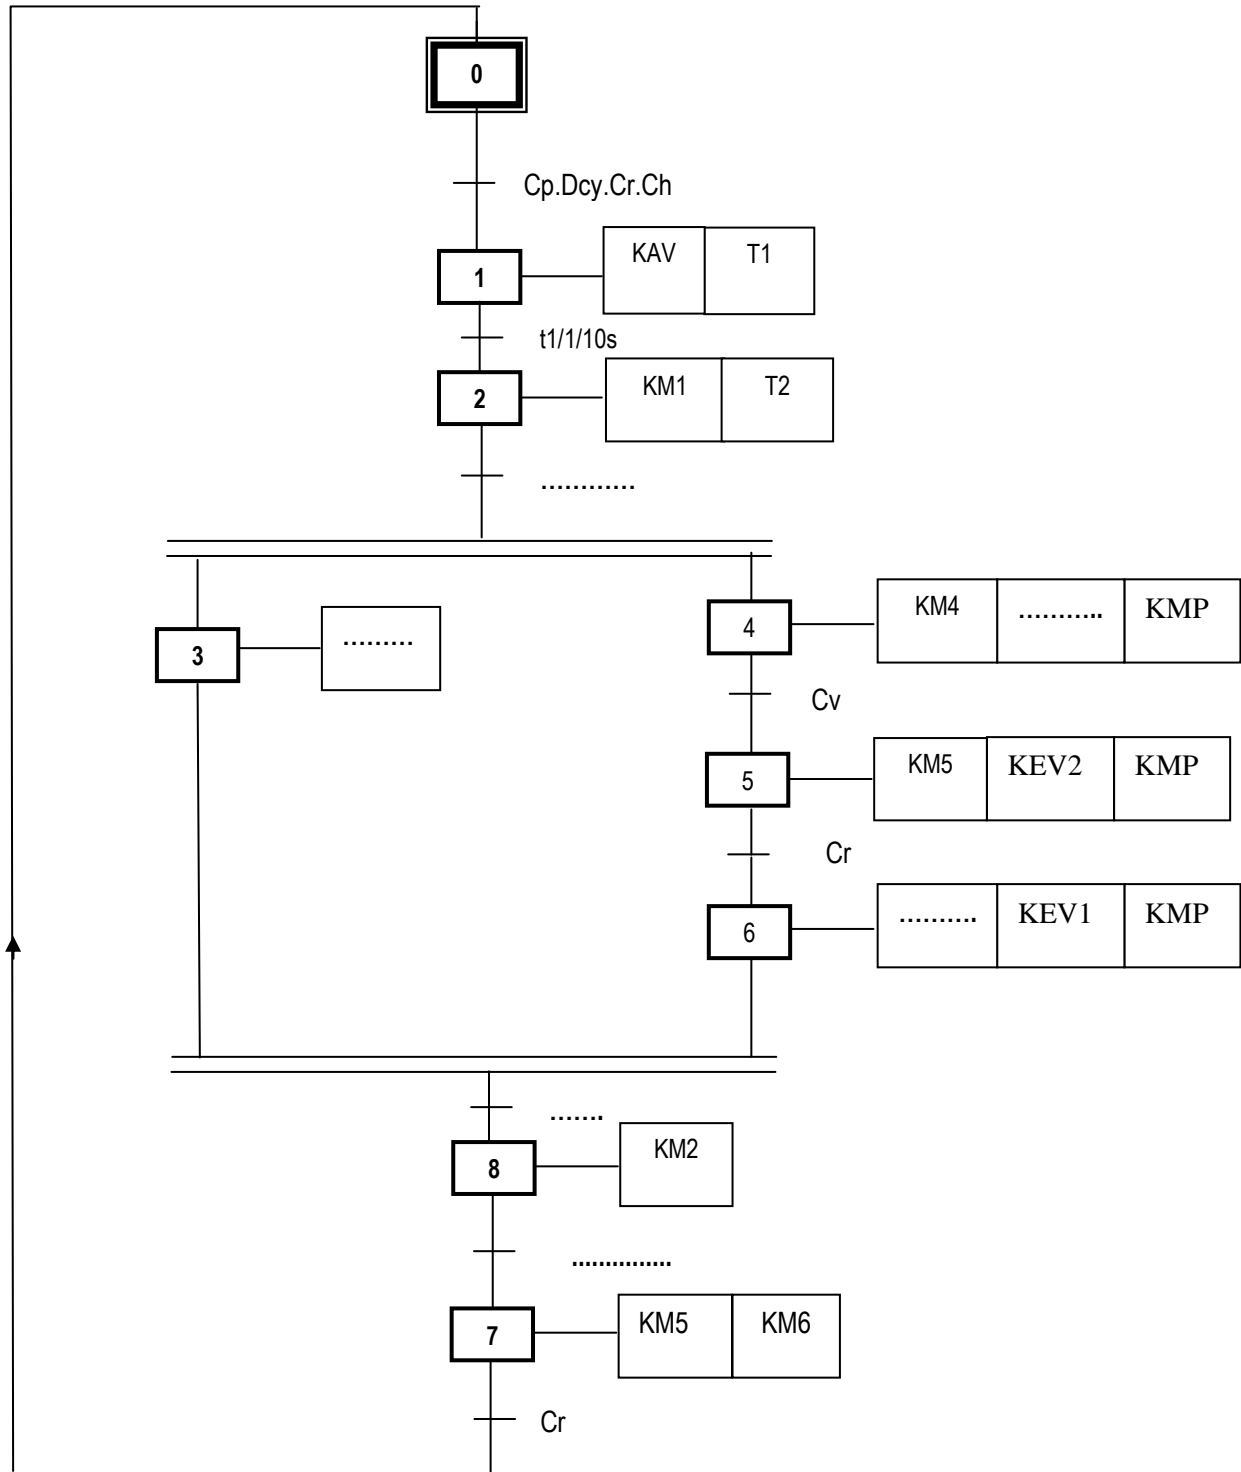 0
Cp.Dcy.Cr.Ch
1 KAV T1
t1/1/10s
2 KM1 T2
............
3 .........
4 KM4 ........... KMP
Cv
5 KM5 KEV2 KMP
Cr
6 .......... KEV1 KMP
.......
8 KM2
...............
7 KM5 KM6
Cr